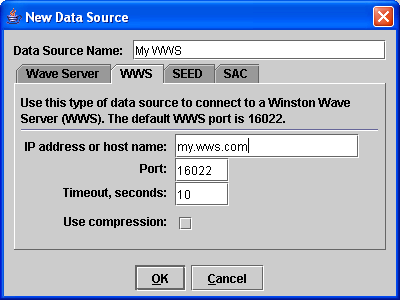 New Data Source
Data Source Name: My WWS
Wave Server WWS SEED SAC
Use this type of data source to connect to a Winston Wave
Server (WWS). The default WWS port is 16022.
IP address or host name: my.wws.com
Port: 16022
Timeout, seconds: 10
Use compression:
OK Cancel